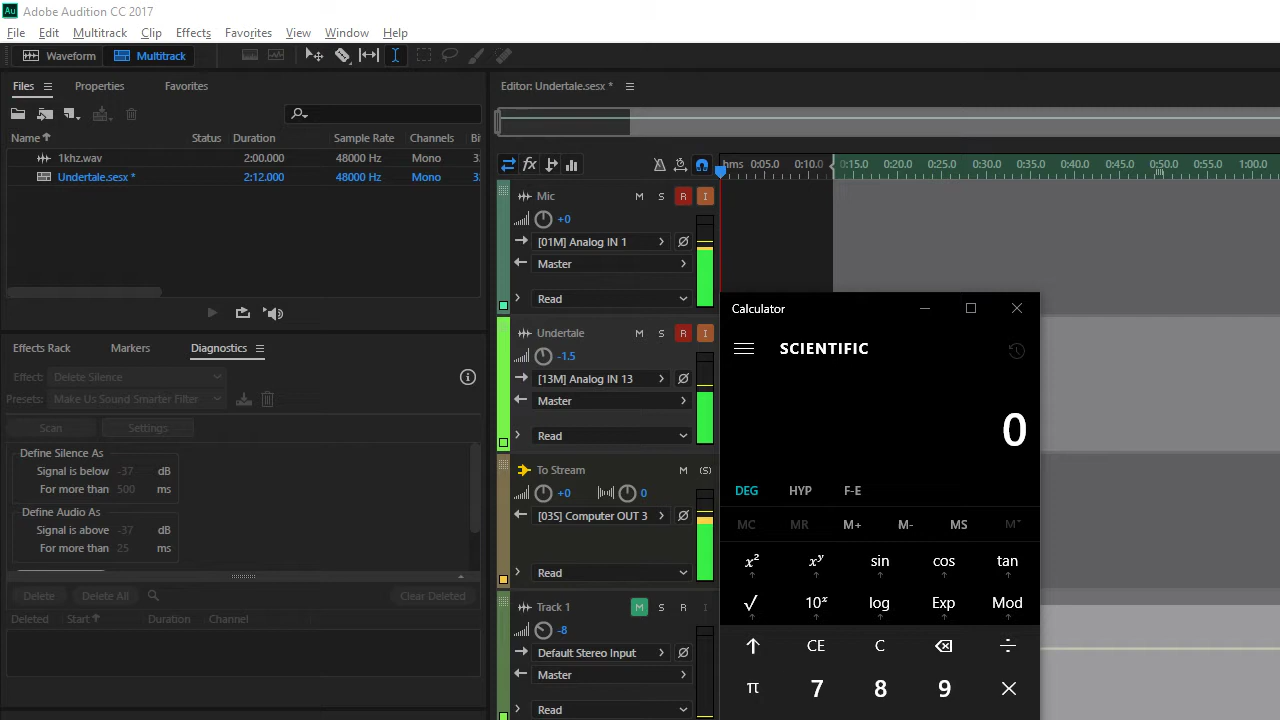 Au Adobe Audition CC 2017
File Edit Multitrack Clip Effects Favorites View Window Help
Waveform Multitrack
Files Properties Favorites
Name Status Duration Sample Rate Channels Bi
1khz.wav 2:00.000 48000 Hz Mono 32
Undertale.sesx * 2:12.000 48000 Hz Mono 32
Effects Rack Markers Diagnostics
Effect: Delete Silence
Presets: Make Us Sound Smarter Filter
Scan Settings
Define Silence As
Signal is below -37 dB
For more than 500 ms
Define Audio As
Signal is above -37 dB
For more than 25 ms
Delete Delete All Clear Deleted
Deleted Start Duration Channel
Editor: Undertale.sesx *
fx hms 0:05.0 0:10.0 0:15.0 0:20.0 0:25.0 0:30.0 0:35.0 0:40.0 0:45.0 0:50.0 0:55.0 1:00.0
Mic M S R I
+0
[01M] Analog IN 1
Master
Read
Undertale M S R I
-1.5
[13M] Analog IN 13
Master
Read
To Stream M (S)
+0 0
[03S] Computer OUT 3
Read
Track 1 M S R I
-8
Default Stereo Input
Master
Read
Calculator
SCIENTIFIC
0
DEG HYP F-E
MC MR M+ M- MS M˅
x² xʸ sin cos tan
√ 10ˣ log Exp Mod
↑ CE C ⌫ ÷
π 7 8 9 ×